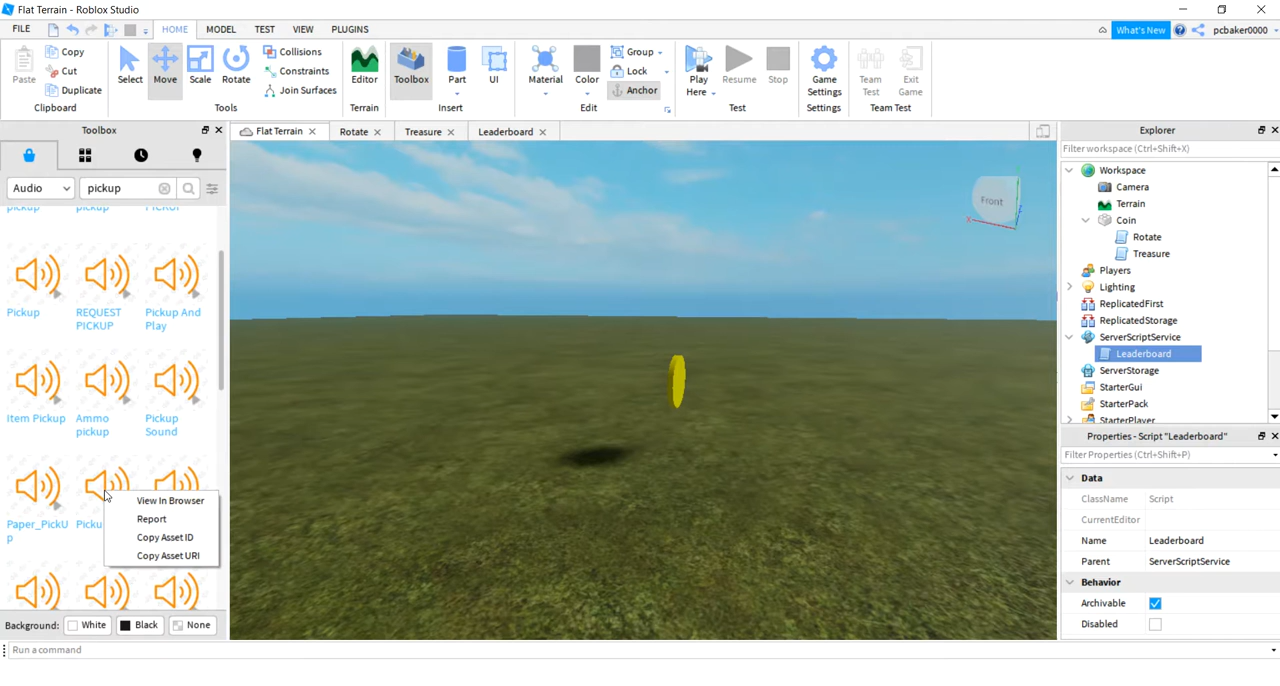 Flat Terrain - Roblox Studio
FILE
HOME
MODEL
TEST
VIEW
PLUGINS
What's New
pcbaker0000
Paste
Copy
Cut
Duplicate
Clipboard
Select
Move
Scale
Rotate
Collisions
Constraints
Join Surfaces
Tools
Editor
Terrain
Toolbox
Part
UI
Insert
Material
Color
Group
Lock
Anchor
Edit
Play
Here
Resume
Stop
Test
Game
Settings
Settings
Team
Test
Exit
Game
Team Test
Toolbox
Flat Terrain
Rotate
Treasure
Leaderboard
Explorer
Audio
pickup
Filter workspace (Ctrl+Shift+X)
pickup
pickup
PICKUP
Pickup
REQUEST
PICKUP
Pickup And
Play
Item Pickup
Ammo
pickup
Pickup
Sound
Paper_PickU
p
Picku
View In Browser
Report
Copy Asset ID
Copy Asset URI
Background:
White
Black
None
Run a command
Front
X
Workspace
Camera
Terrain
Coin
Rotate
Treasure
Players
Lighting
ReplicatedFirst
ReplicatedStorage
ServerScriptService
Leaderboard
ServerStorage
StarterGui
StarterPack
StarterPlayer
Properties - Script "Leaderboard"
Filter Properties (Ctrl+Shift+P)
Data
ClassName
Script
CurrentEditor
Name
Leaderboard
Parent
ServerScriptService
Behavior
Archivable
Disabled